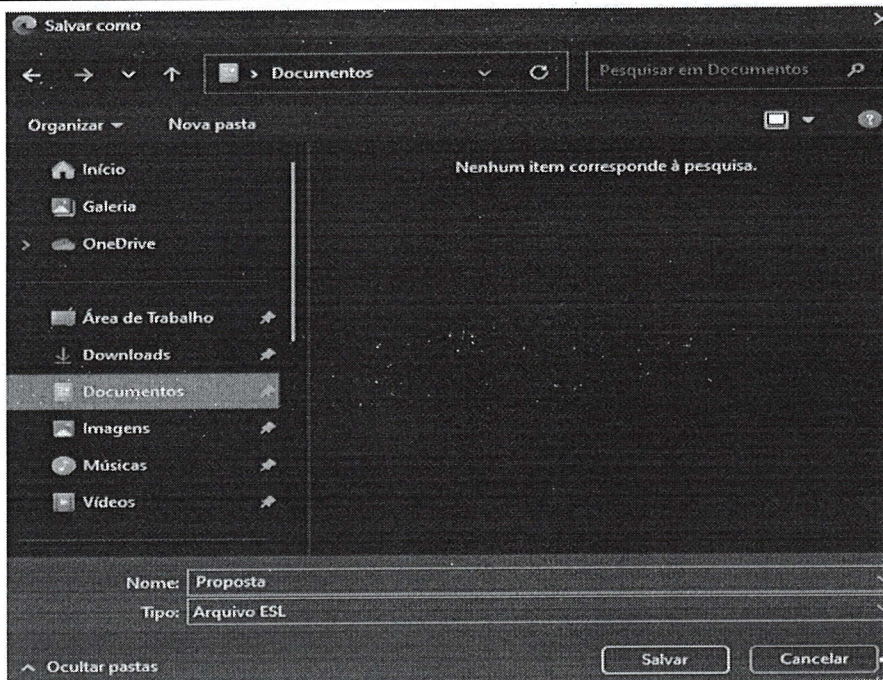 Salvar como
Documentos
Pesquisar em Documentos
Organizar
Nova pasta
Início
Nenhum item corresponde à pesquisa.
Galeria
OneDrive
Área de Trabalho
Downloads
Documentos
Imagens
Músicas
Vídeos
Nome: Proposta
Tipo: Arquivo ESL
Ocultar pastas
Salvar
Cancelar